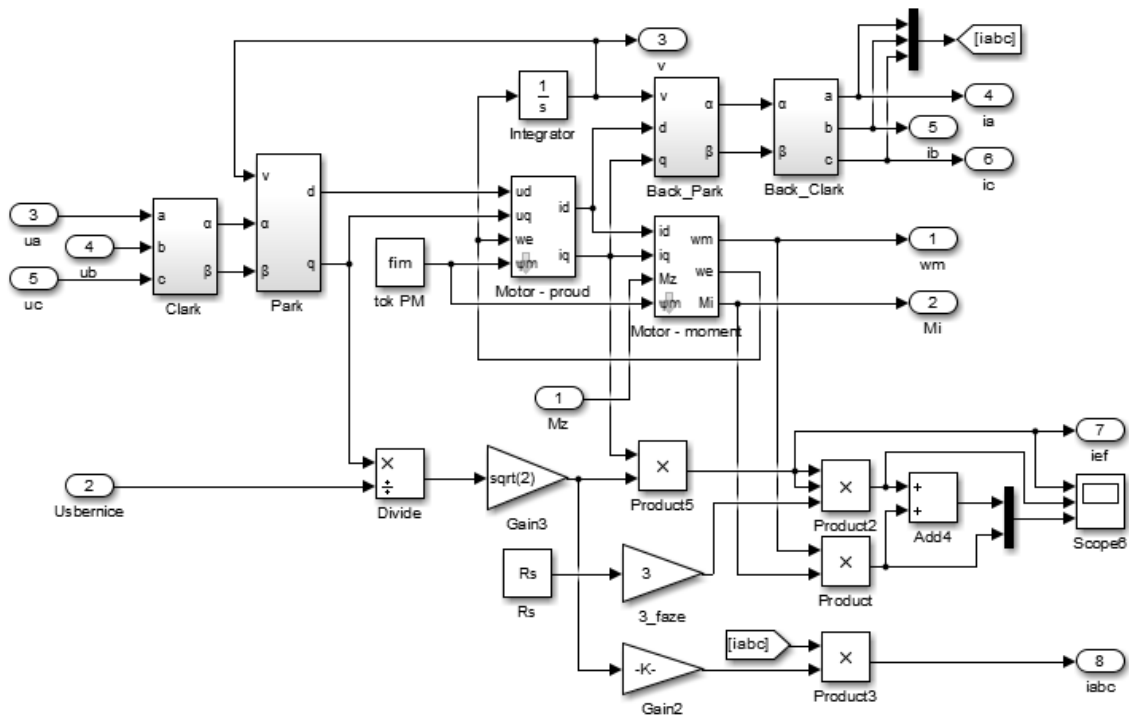 3
v
[iabc]
1
s
Integrator
v
d
q
α
β
Back_Park
α
β
a
b
c
Back_Clark
4
ia
5
ib
6
ic
3
ua
4
ub
5
uc
a
b
c
α
β
Clark
v
α
β
d
q
Park
fim
tok PM
ud
uq
we
ψm
id
iq
Motor - proud
id
iq
Mz
ψm
wm
we
Mi
Motor - moment
1
wm
2
Mi
1
Mz
2
Usbernice
×
÷
Divide
sqrt(2)
Gain3
×
Product5
×
Product2
+
+
Add4
7
ief
Scope6
Rs
Rs
3
3_faze
×
Product
-K-
Gain2
[iabc]
×
Product3
8
iabc